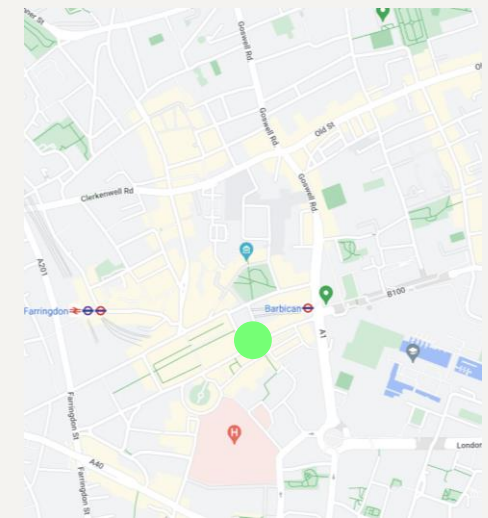 Goswell Rd
Goswell Rd
Old St
Goswell Rd
Clerkenwell Rd
A201
B100
Farringdon
Barbican
A1
Farringdon St
H
London
A40
Farringdon St